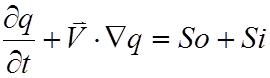 ∂q/∂t + V⃗ · ∇q = So + Si